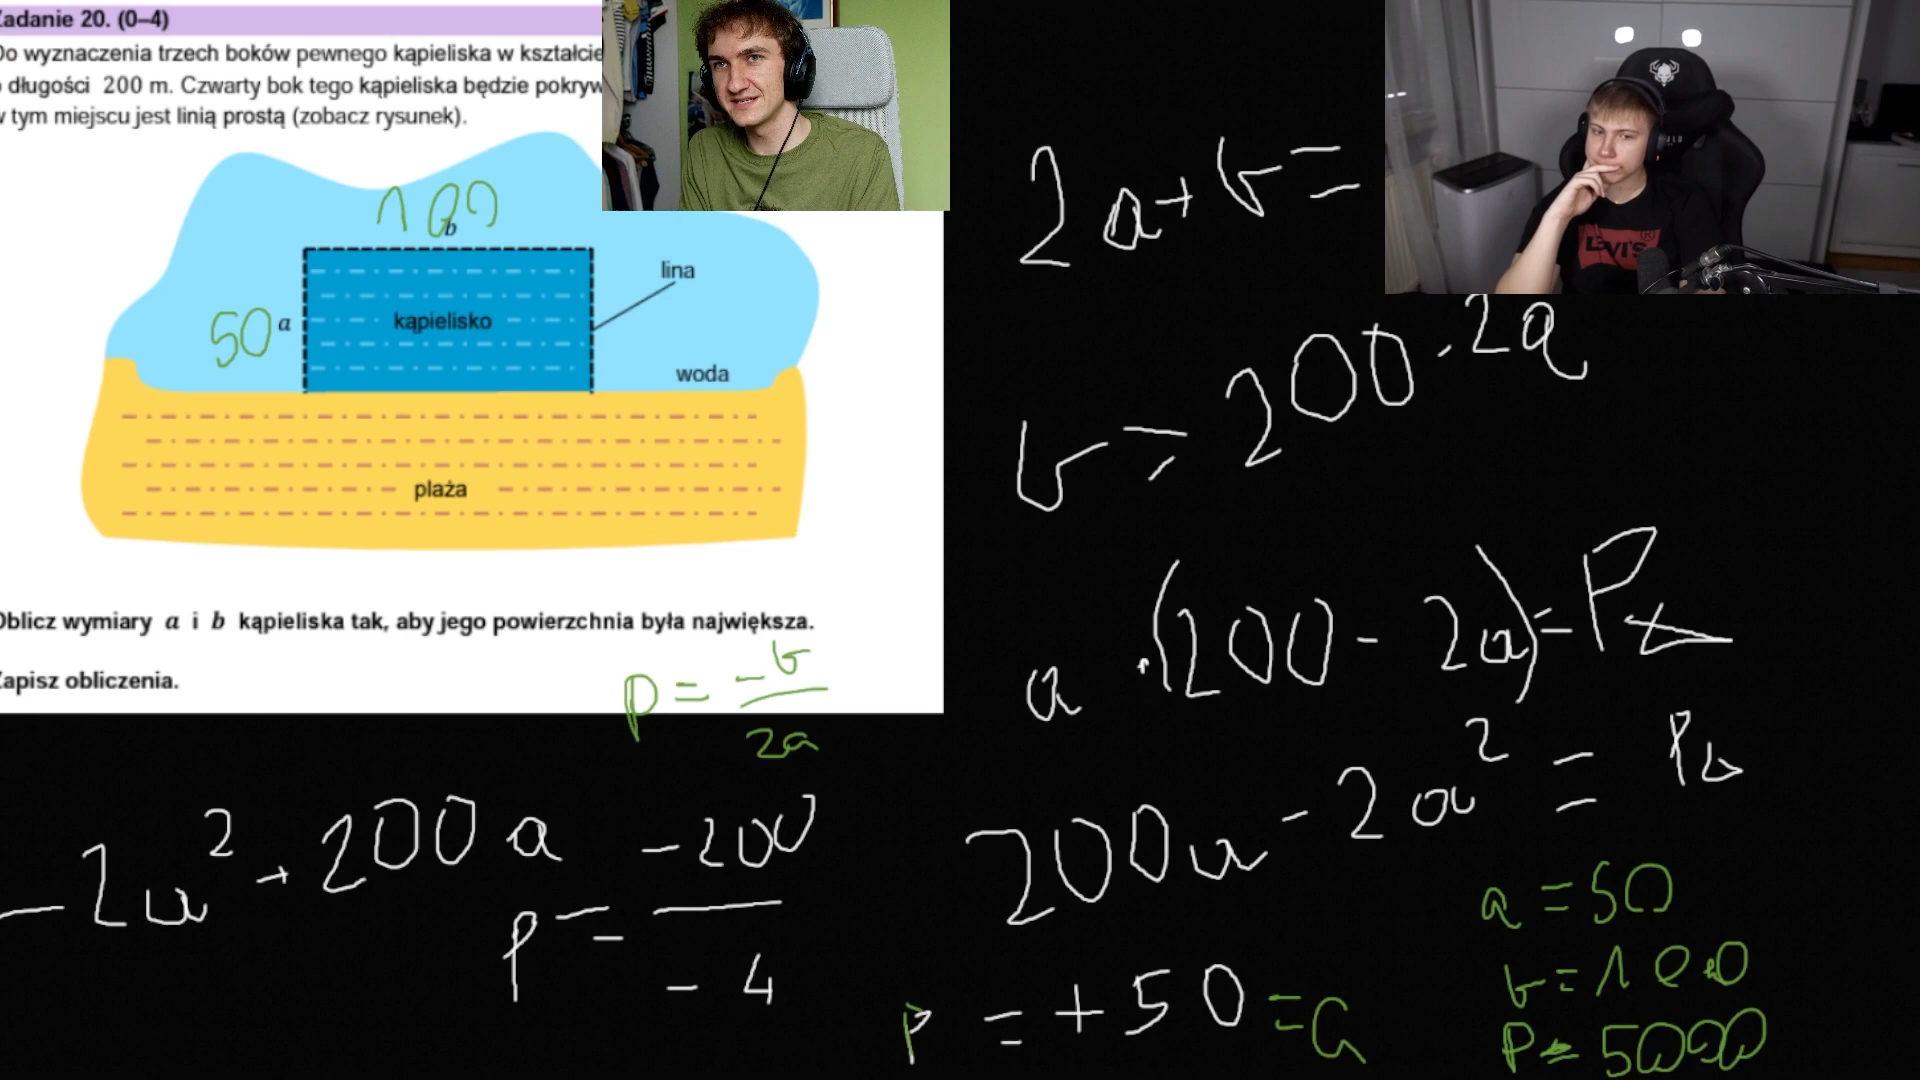 Zadanie 20. (0–4)
Do wyznaczenia trzech boków pewnego kąpieliska w kształcie
o długości 200 m. Czwarty bok tego kąpieliska będzie pokryw
w tym miejscu jest linią prostą (zobacz rysunek).
100
b
lina
50 a
kąpielisko
woda
plaża
Oblicz wymiary a i b kąpieliska tak, aby jego powierzchnia była największa.
Zapisz obliczenia.
p = -b
2a
-2a² + 200a
p = -200
-4
2a + b =
b = 200 - 2a
a · (200 - 2a) = P
200a - 2a² = P
p = +50 = a
a = 50
b = 100
P = 5000
LEVI'S